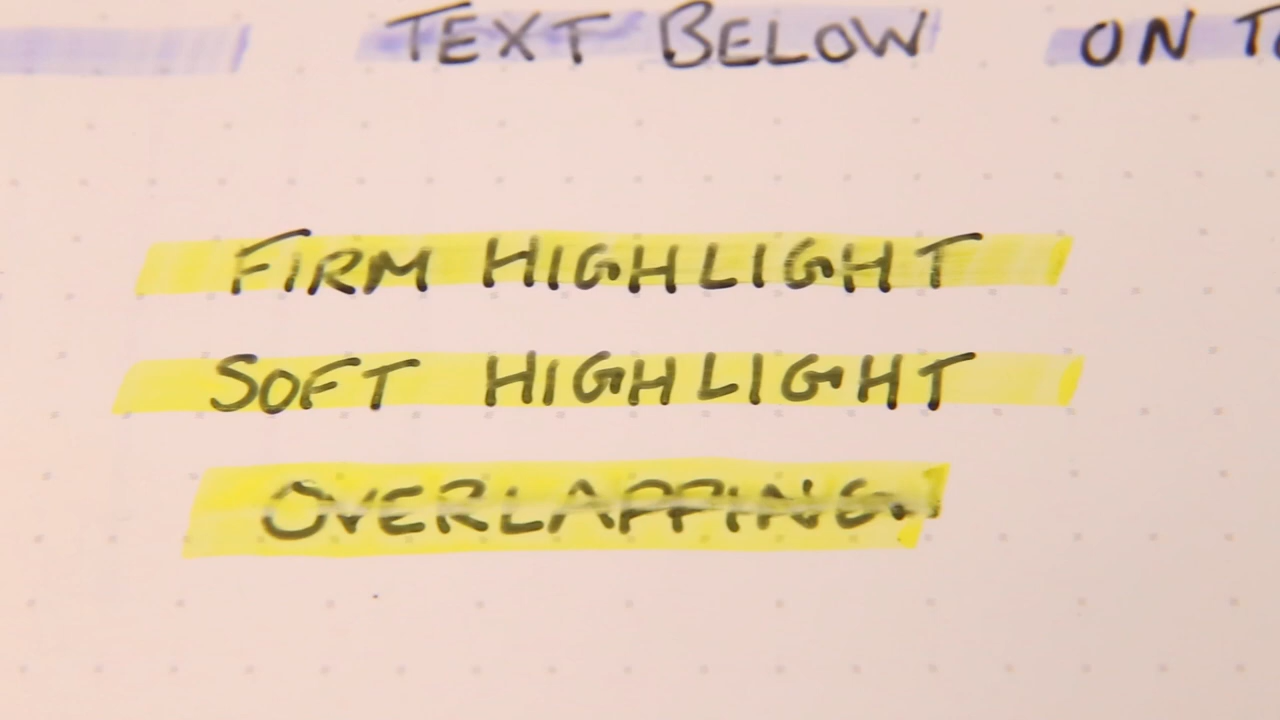 TEXT BELOW ON
FIRM HIGHLIGHT
SOFT HIGHLIGHT
OVERLAPPING